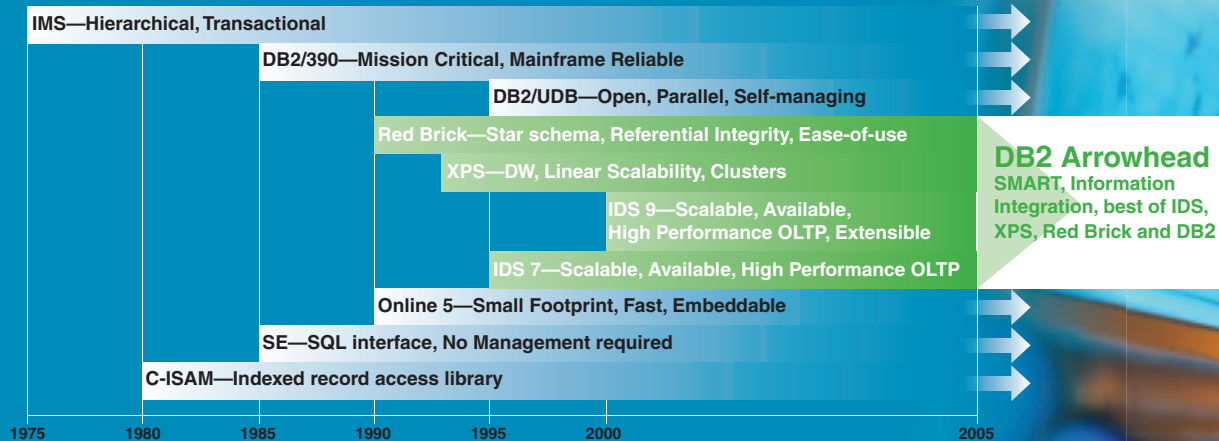 IMS—Hierarchical, Transactional
DB2/390—Mission Critical, Mainframe Reliable
DB2/UDB—Open, Parallel, Self-managing
Red Brick—Star schema, Referential Integrity, Ease-of-use
XPS—DW, Linear Scalability, Clusters
IDS 9—Scalable, Available,
High Performance OLTP, Extensible
IDS 7—Scalable, Available, High Performance OLTP
DB2 Arrowhead
SMART, Information
Integration, best of IDS,
XPS, Red Brick and DB2
Online 5—Small Footprint, Fast, Embeddable
SE—SQL interface, No Management required
C-ISAM—Indexed record access library
1975 1980 1985 1990 1995 2000 2005